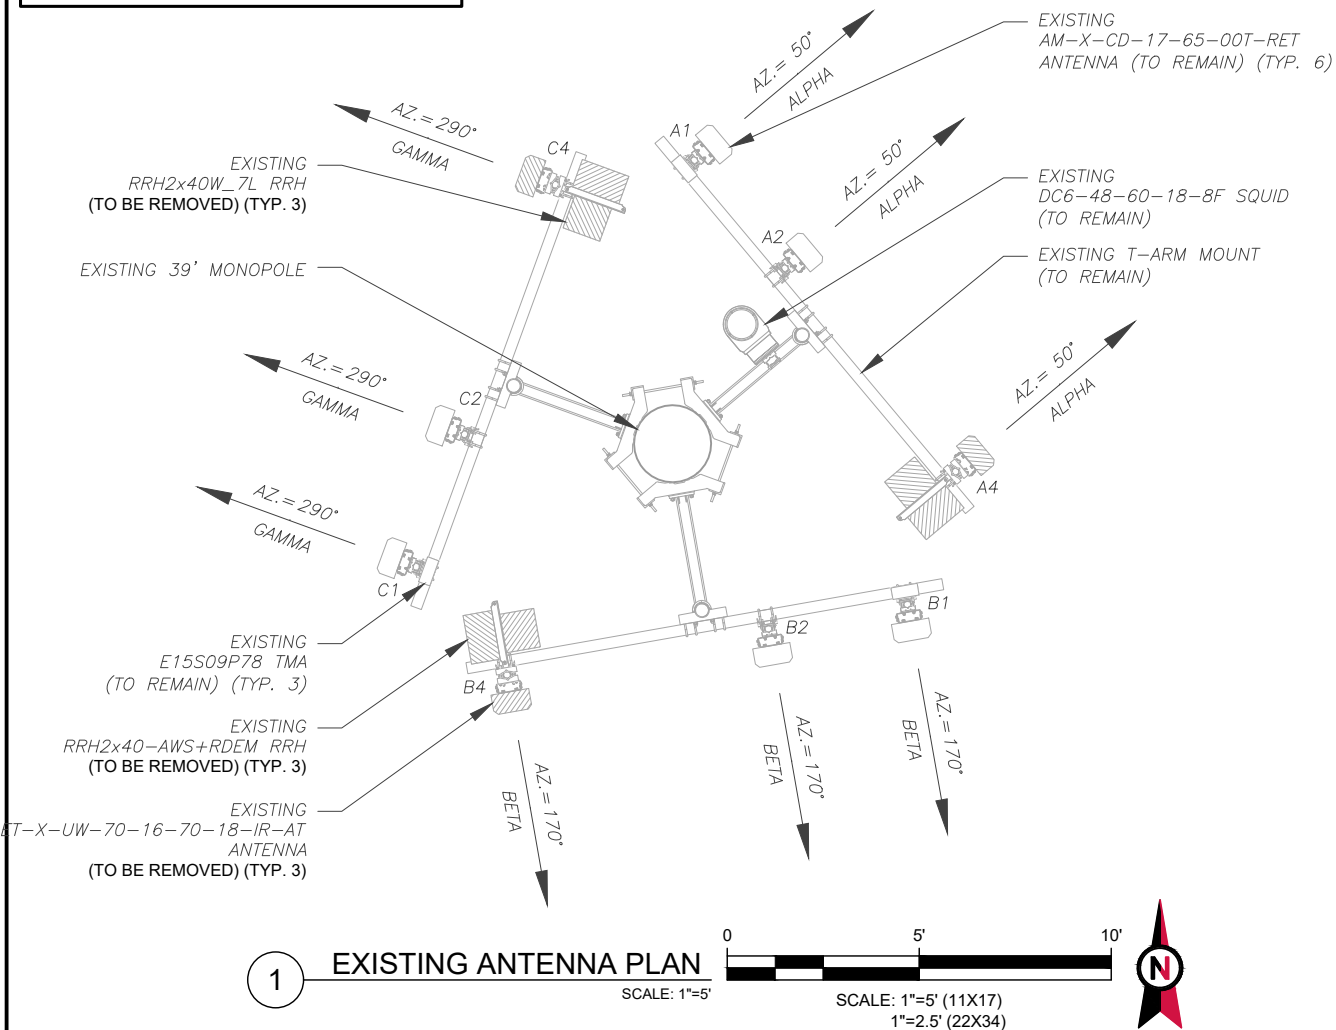 EXISTING
AM-X-CD-17-65-00T-RET
ANTENNA (TO REMAIN) (TYP. 6)
AZ.= 50°
ALPHA
A1
AZ.= 290°
GAMMA
C4
EXISTING
RRH2x40W_7L RRH
(TO BE REMOVED) (TYP. 3)
AZ.= 50°
ALPHA
A2
EXISTING
DC6-48-60-18-8F SQUID
(TO REMAIN)
EXISTING T-ARM MOUNT
(TO REMAIN)
EXISTING 39' MONOPOLE
AZ.= 290°
GAMMA
C2
AZ.= 50°
ALPHA
A4
AZ.= 290°
GAMMA
C1
B1
B2
B4
EXISTING
E15S09P78 TMA
(TO REMAIN) (TYP. 3)
EXISTING
RRH2x40-AWS+RDEM RRH
(TO BE REMOVED) (TYP. 3)
EXISTING
ET-X-UW-70-16-70-18-IR-AT
ANTENNA
(TO BE REMOVED) (TYP. 3)
AZ.= 170°
BETA
AZ.= 170°
BETA
AZ.= 170°
BETA
1
EXISTING ANTENNA PLAN
SCALE: 1"=5'
0 5' 10'
SCALE: 1"=5' (11X17)
1"=2.5' (22X34)
N